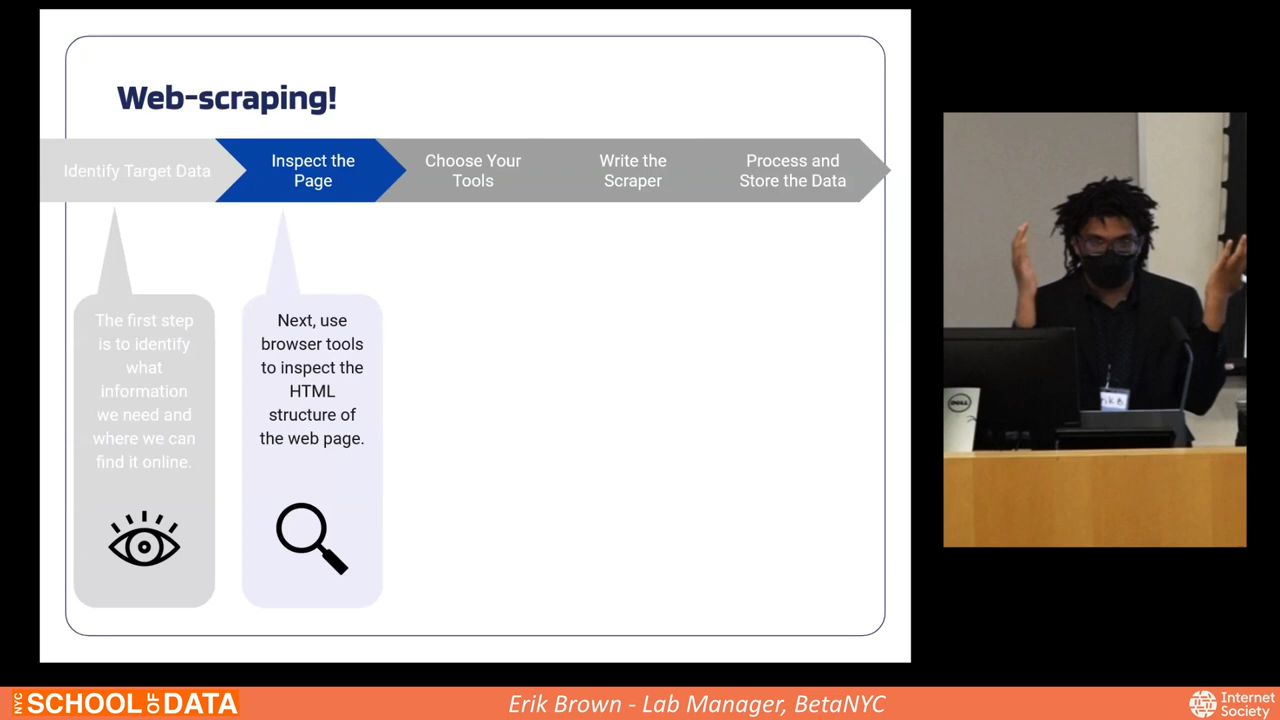 Web-scraping!
Identify Target Data
Inspect the
Page
Choose Your
Tools
Write the
Scraper
Process and
Store the Data
The first step
is to identify
what
information
we need and
where we can
find it online.
Next, use
browser tools
to inspect the
HTML
structure of
the web page.
DELL
rik B
NYC
SCHOOL OF DATA
Erik Brown - Lab Manager, BetaNYC
Internet
Society